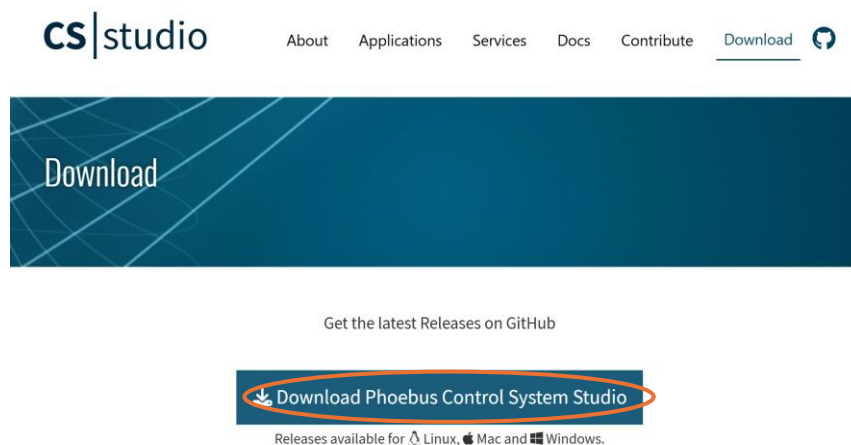 CS|studio
About Applications Services Docs Contribute Download
Download
Get the latest Releases on GitHub
Download Phoebus Control System Studio
Releases available for Linux, Mac and Windows.